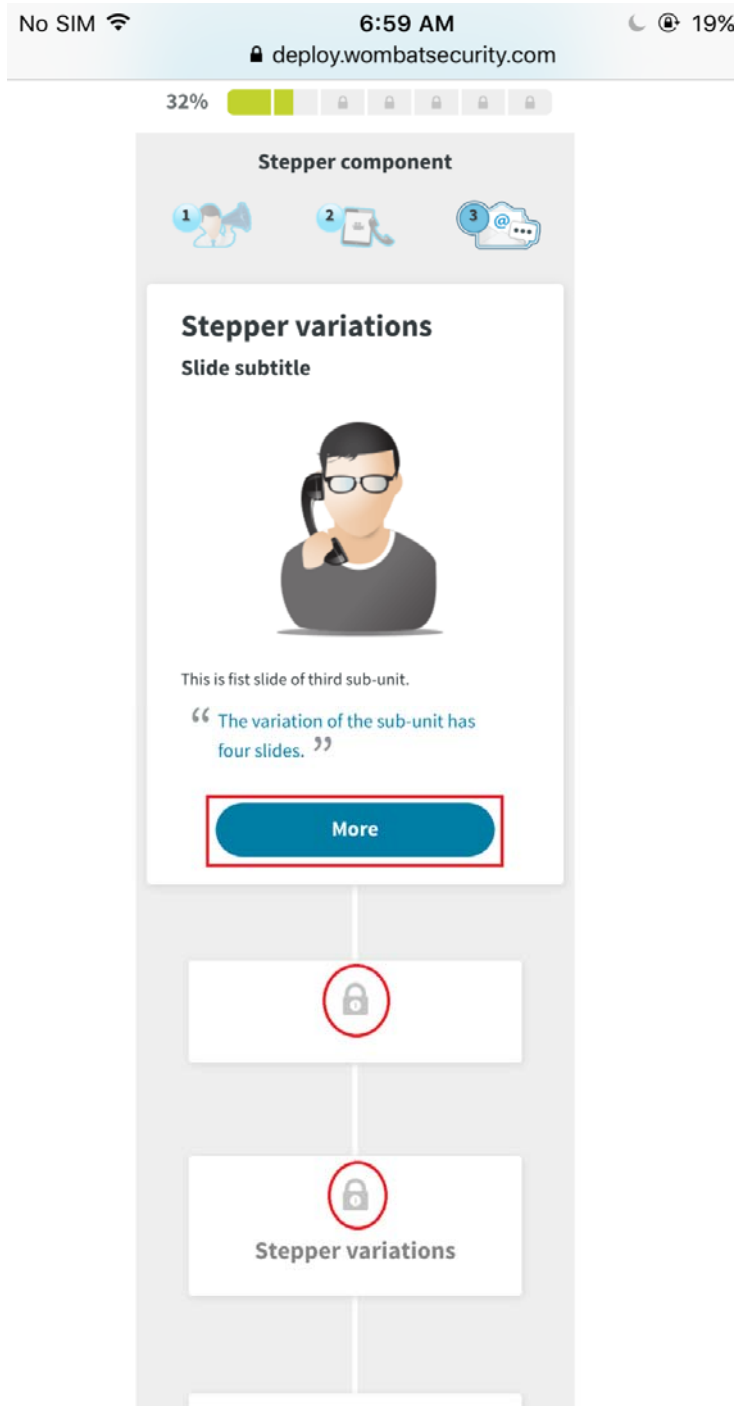 No SIM 6:59 AM 19%
deploy.wombatsecurity.com
32%
Stepper component
1 2 3 @
Stepper variations
Slide subtitle
This is fist slide of third sub-unit.
“ The variation of the sub-unit has
four slides. ”
More
Stepper variations